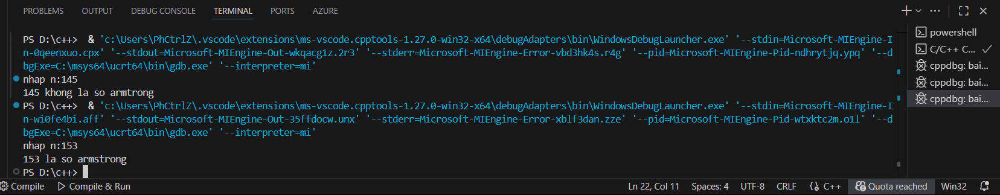 PROBLEMS OUTPUT DEBUG CONSOLE TERMINAL PORTS AZURE
PS D:\c++>  & 'c:\Users\PhCtrlZ\.vscode\extensions\ms-vscode.cpptools-1.27.0-win32-x64\debugAdapters\bin\WindowsDebugLauncher.exe' '--stdin=Microsoft-MIEngine-I
n-0qeenxuo.cpx' '--stdout=Microsoft-MIEngine-Out-wkqacg1z.2r3' '--stderr=Microsoft-MIEngine-Error-vbd3hk4s.r4g' '--pid=Microsoft-MIEngine-Pid-ndhrytjq.ypq' '--d
bgExe=C:\msys64\ucrt64\bin\gdb.exe' '--interpreter=mi'
nhap n:145
145 khong la so armtrong
PS D:\c++>  & 'c:\Users\PhCtrlZ\.vscode\extensions\ms-vscode.cpptools-1.27.0-win32-x64\debugAdapters\bin\WindowsDebugLauncher.exe' '--stdin=Microsoft-MIEngine-I
n-wi0fe4bi.aff' '--stdout=Microsoft-MIEngine-Out-35ffdocw.unx' '--stderr=Microsoft-MIEngine-Error-xblf3dan.zze' '--pid=Microsoft-MIEngine-Pid-wtxktc2m.o1l' '--d
bgExe=C:\msys64\ucrt64\bin\gdb.exe' '--interpreter=mi'
nhap n:153
153 la so armstrong
PS D:\c++>
powershell
C/C++ C...
cppdbg: bai...
cppdbg: bai...
cppdbg: bai...
Compile Compile & Run Ln 22, Col 11 Spaces: 4 UTF-8 CRLF C++ Quota reached Win32